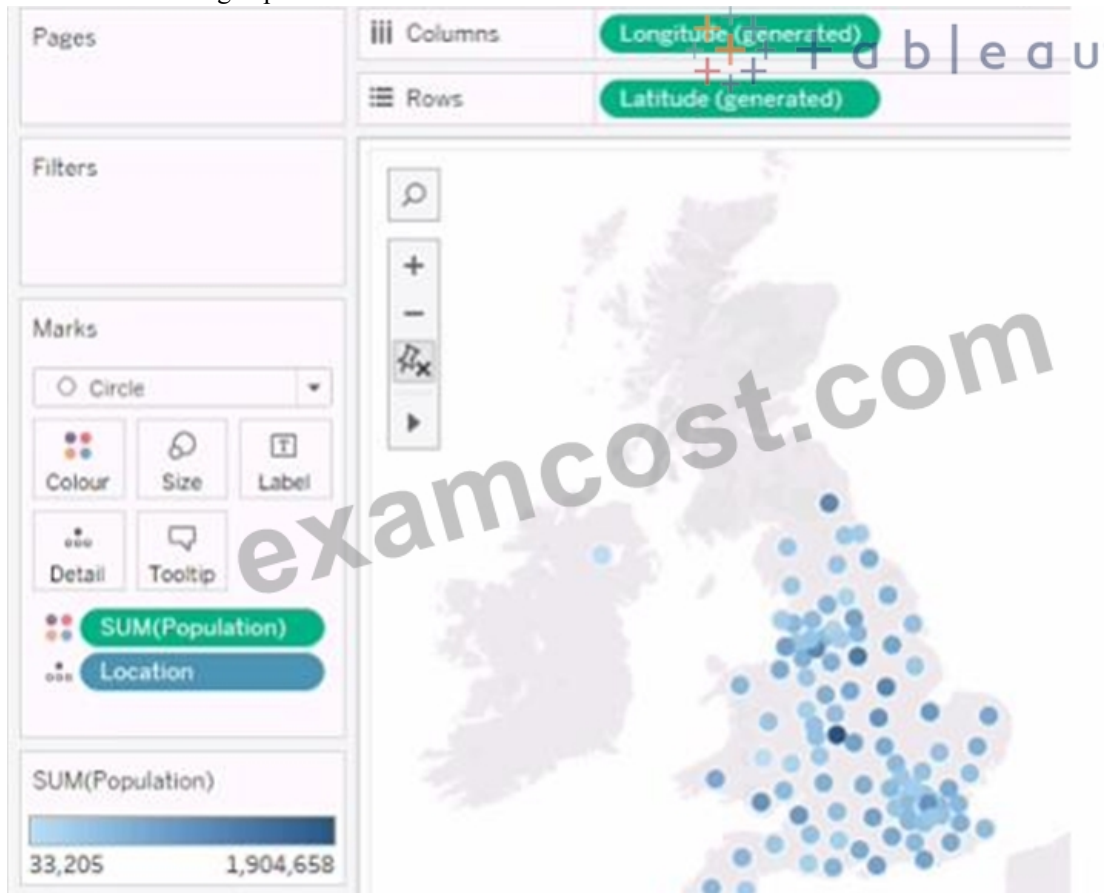 Pages
Columns
Longitude (generated)
+ableau
Rows
Latitude (generated)
Filters
Marks
Circle
Colour
Size
Label
Detail
Tooltip
SUM(Population)
Location
SUM(Population)
33,205
1,904,658
examcost.com